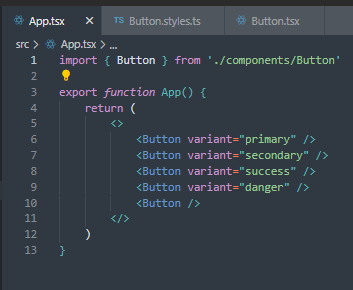 App.tsx × TS Button.styles.ts Button.tsx
src > App.tsx > ...
1 import { Button } from './components/Button'
2
3 export function App() {
4 return (
5 <>
6 <Button variant="primary" />
7 <Button variant="secondary" />
8 <Button variant="success" />
9 <Button variant="danger" />
10 <Button />
11 </>
12 )
13 }